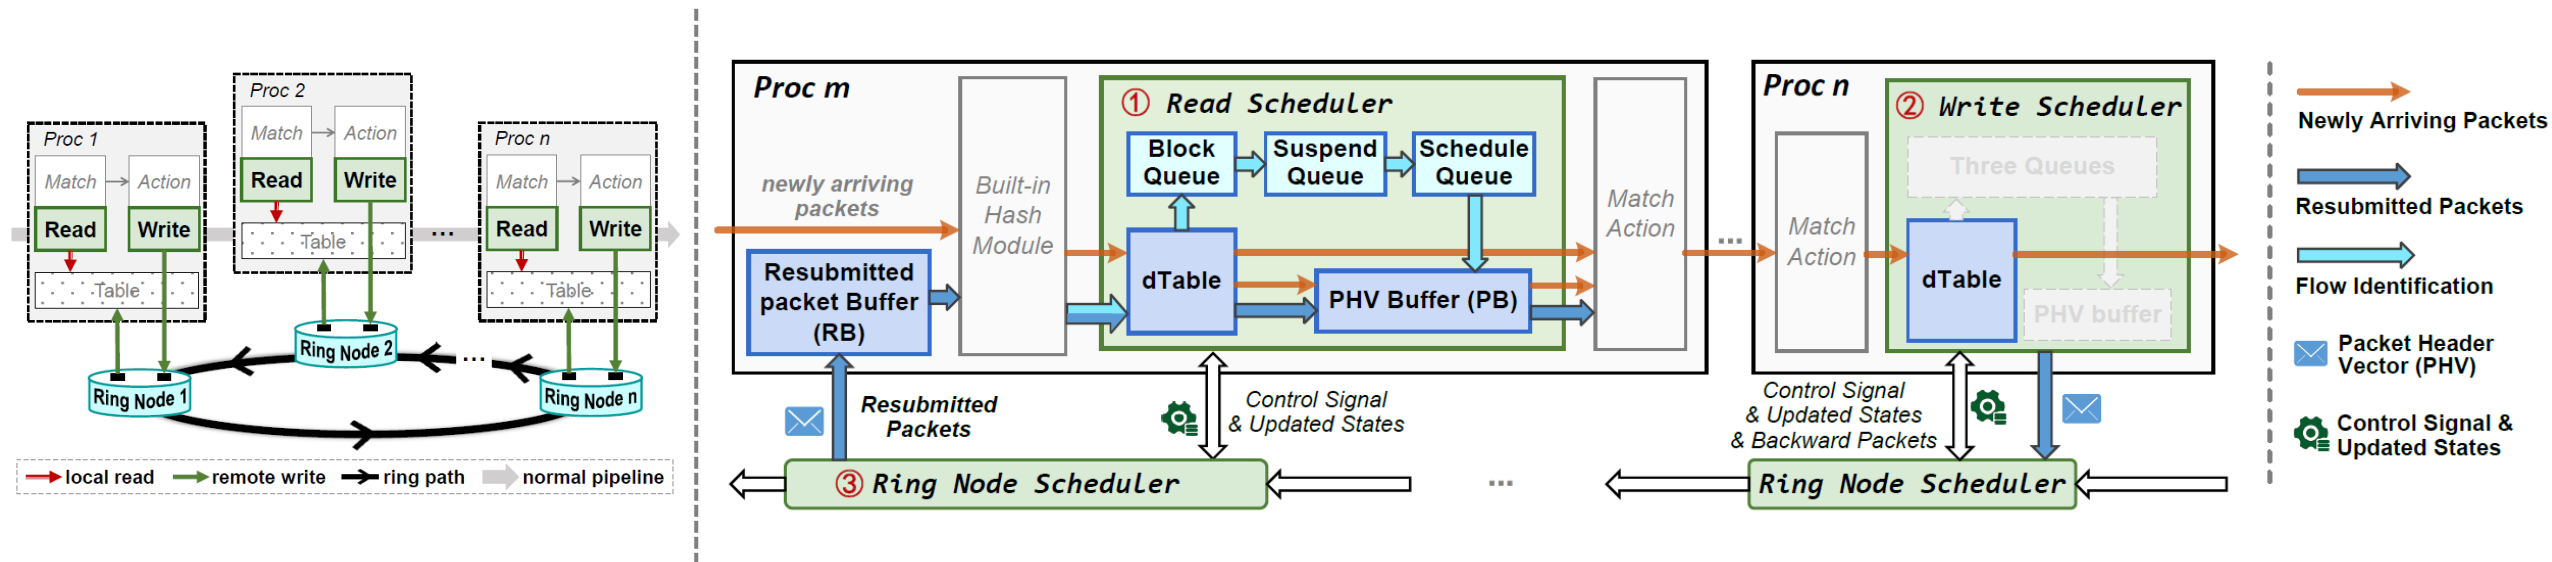 Proc 1
Match
Action
Read
Write
Table
Proc 2
Match
Action
Read
Write
Table
...
Proc n
Match
Action
Read
Write
Table
Ring Node 1
Ring Node 2
...
Ring Node n
local read
remote write
ring path
normal pipeline
Proc m
newly arriving
packets
Resubmitted
packet Buffer
(RB)
Built-in
Hash
Module
① Read Scheduler
Block
Queue
Suspend
Queue
Schedule
Queue
dTable
PHV Buffer (PB)
Match
Action
...
Proc n
Match
Action
② Write Scheduler
Three Queues
dTable
PHV buffer
Resubmitted
Packets
Control Signal
& Updated States
Control Signal
& Updated States
& Backward Packets
③ Ring Node Scheduler
...
Ring Node Scheduler
Newly Arriving Packets
Resubmitted Packets
Flow Identification
Packet Header
Vector (PHV)
Control Signal &
Updated States